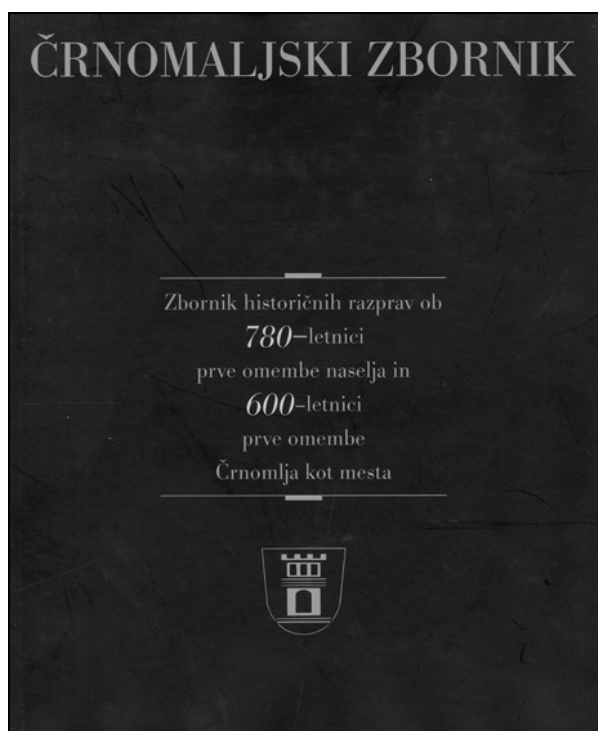 ČRNOMALJSKI ZBORNIK
Zbornik historičnih razprav ob
780–letnici
prve omembe naselja in
600–letnici
prve omembe
Črnomlja kot mesta